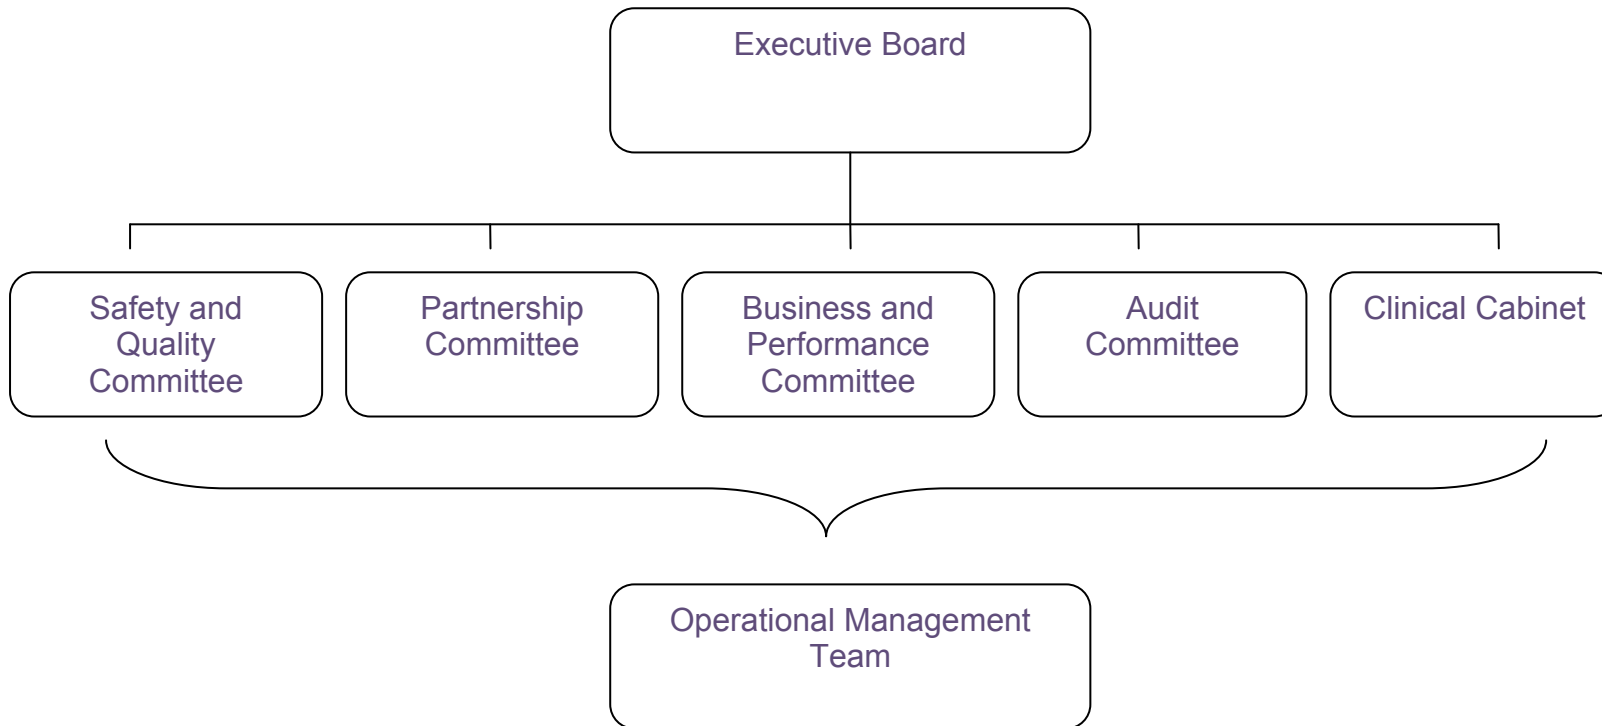 Executive Board
Safety and
Quality
Committee
Partnership
Committee
Business and
Performance
Committee
Audit
Committee
Clinical Cabinet
Operational Management
Team